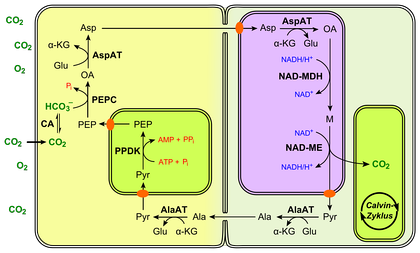 CO2
CO2
O2
CO2
O2
CO2
Asp
α-KG
AspAT
Glu
OA
Pi
PEPC
HCO3−
CA
PEP
CO2
PEP
PPDK
AMP + PPi
ATP + Pi
Pyr
Pyr
AlaAT
Ala
Glu
α-KG
Asp
AspAT
OA
α-KG
Glu
NADH/H+
NAD-MDH
NAD+
M
NAD+
NAD-ME
NADH/H+
CO2
Ala
AlaAT
Pyr
α-KG
Glu
Calvin-
Zyklus